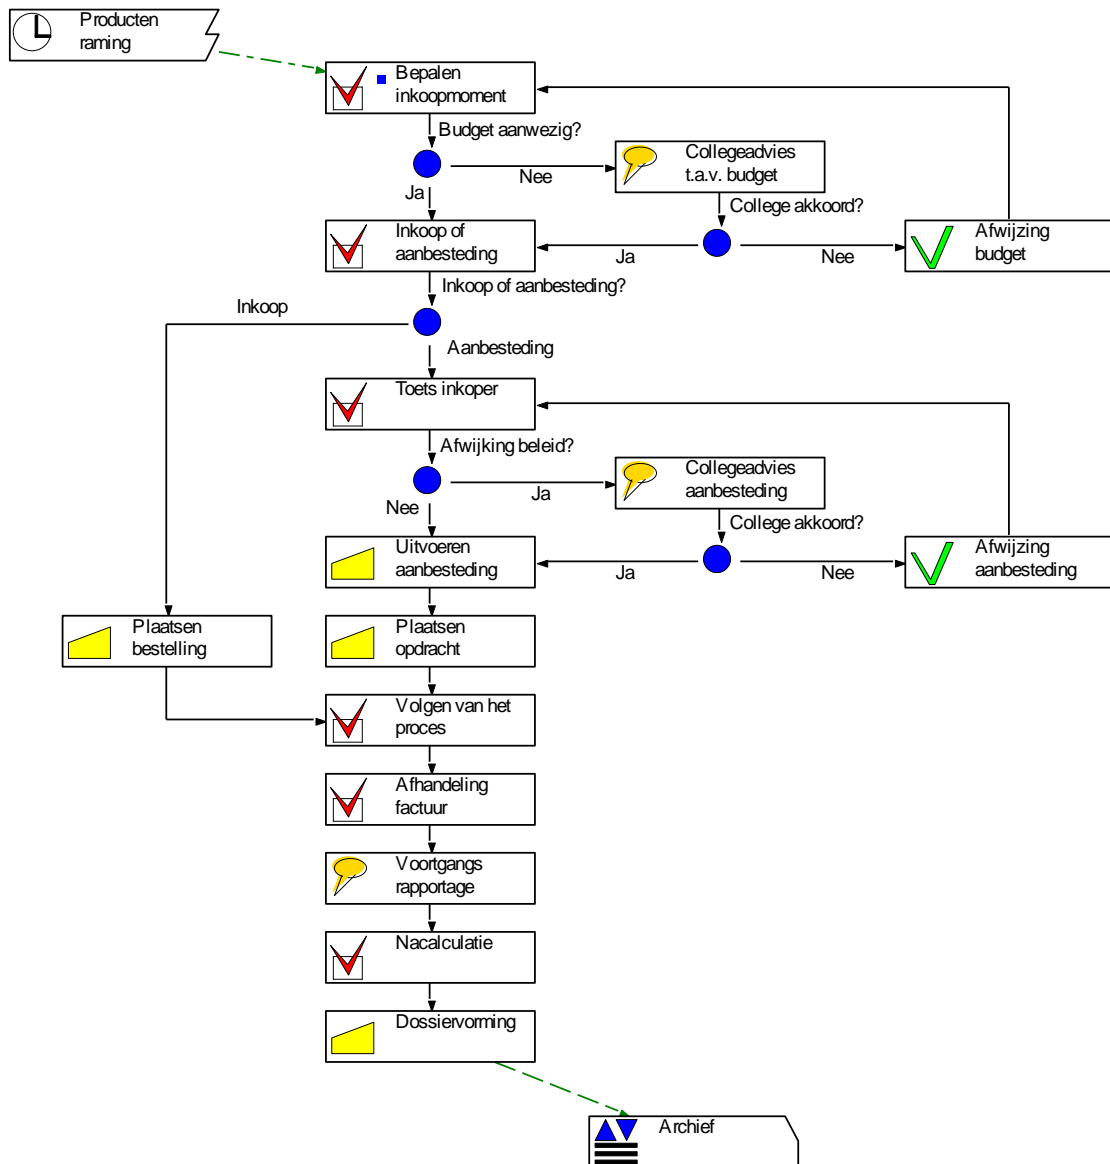 Producten
raming
Bepalen
inkoopmoment
Budget aanwezig?
Nee
Collegeadvies
t.a.v. budget
Ja
College akkoord?
Inkoop of
aanbesteding
Ja
Nee
Afwijzing
budget
Inkoop of aanbesteding?
Inkoop
Aanbesteding
Toets inkoper
Afwijking beleid?
Ja
Collegeadvies
aanbesteding
Nee
College akkoord?
Uitvoeren
aanbesteding
Ja
Nee
Afwijzing
aanbesteding
Plaatsen
bestelling
Plaatsen
opdracht
Volgen van het
proces
Afhandeling
factuur
Voortgangs
rapportage
Nacalculatie
Dossiervorming
Archief